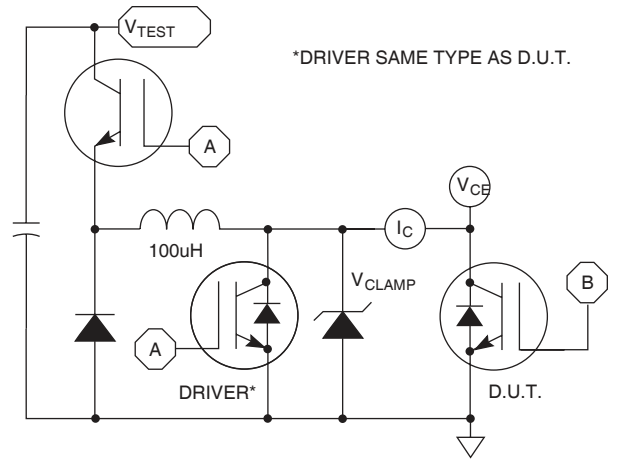 VTEST
*DRIVER SAME TYPE AS D.U.T.
A
VCE
IC
100uH
VCLAMP
B
A
DRIVER*
D.U.T.